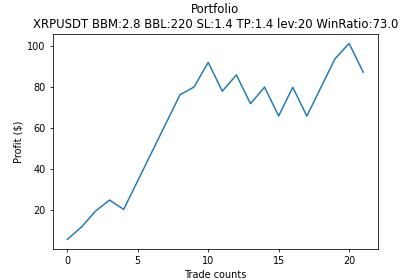 Portfolio
XRPUSDT BBM:2.8 BBL:220 SL:1.4 TP:1.4 lev:20 WinRatio:73.0
100
80
60
40
20
Profit ($)
0 5 10 15 20
Trade counts